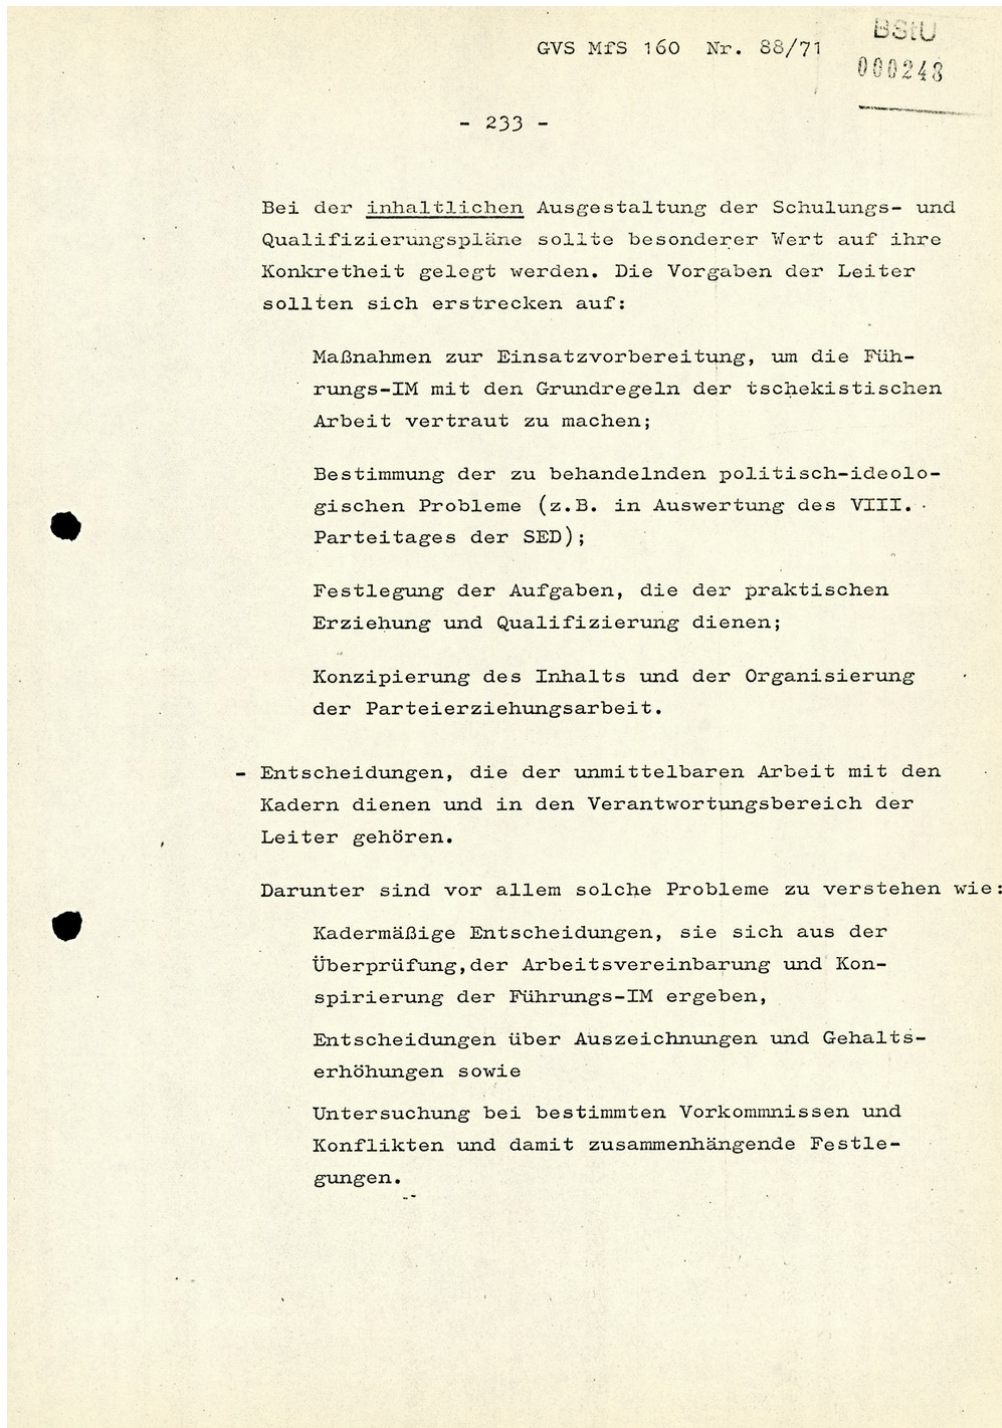 GVS MfS 160 Nr. 88/71
BStU
000248
- 233 -
Bei der inhaltlichen Ausgestaltung der Schulungs- und
Qualifizierungspläne sollte besonderer Wert auf ihre
Konkretheit gelegt werden. Die Vorgaben der Leiter
sollten sich erstrecken auf:
Maßnahmen zur Einsatzvorbereitung, um die Füh-
rungs-IM mit den Grundregeln der tschekistischen
Arbeit vertraut zu machen;
Bestimmung der zu behandelnden politisch-ideolo-
gischen Probleme (z.B. in Auswertung des VIII.
Parteitages der SED);
Festlegung der Aufgaben, die der praktischen
Erziehung und Qualifizierung dienen;
Konzipierung des Inhalts und der Organisierung
der Parteierziehungsarbeit.
- Entscheidungen, die der unmittelbaren Arbeit mit den
Kadern dienen und in den Verantwortungsbereich der
Leiter gehören.
Darunter sind vor allem solche Probleme zu verstehen wie:
Kadermäßige Entscheidungen, sie sich aus der
Überprüfung, der Arbeitsvereinbarung und Kon-
spirierung der Führungs-IM ergeben,
Entscheidungen über Auszeichnungen und Gehalts-
erhöhungen sowie
Untersuchung bei bestimmten Vorkommnissen und
Konflikten und damit zusammenhängende Festle-
gungen.